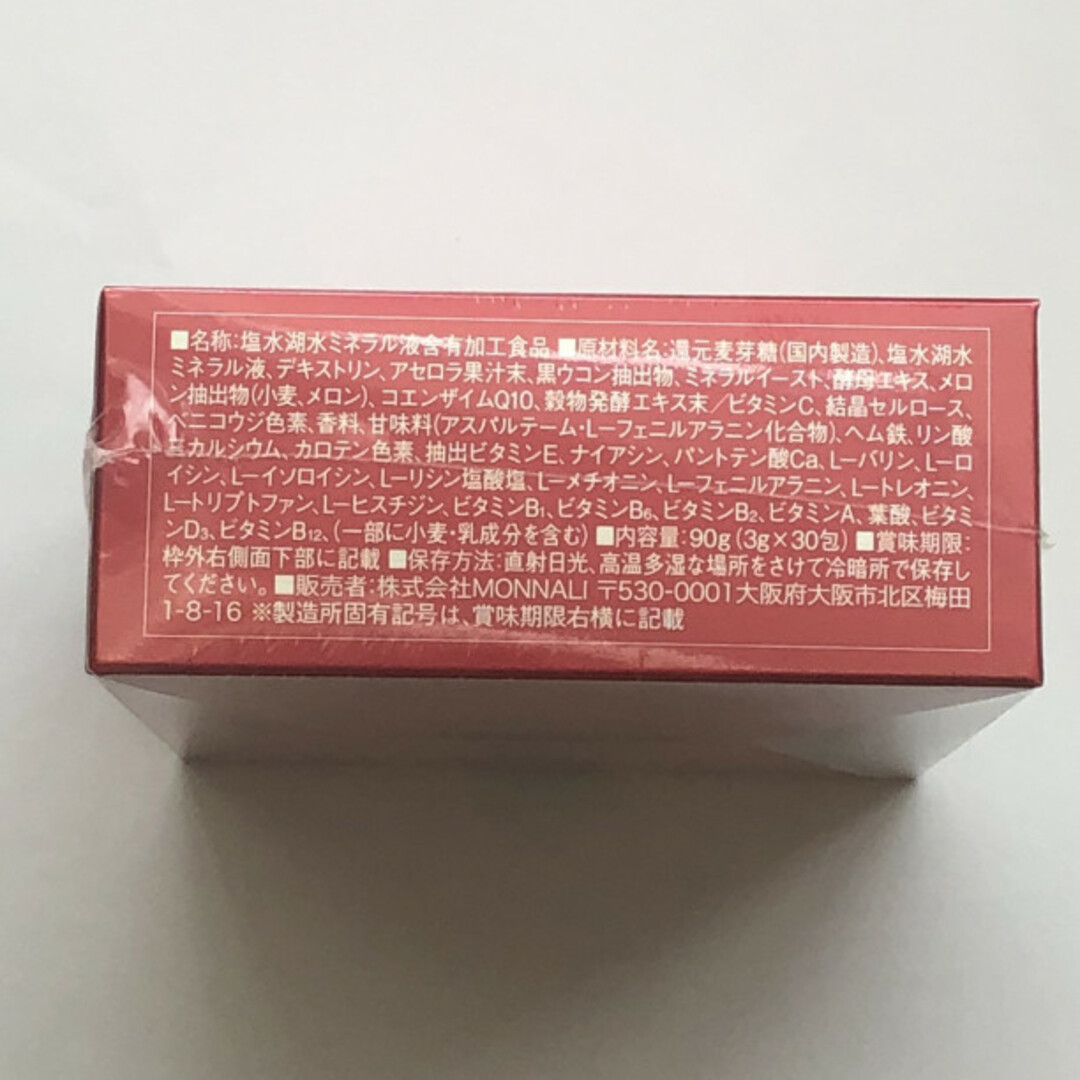 ■名称:塩水湖水ミネラル液含有加工食品 ■原材料名:還元麦芽糖(国内製造)、塩水湖水
ミネラル液、デキストリン、アセロラ果汁末、黒ウコン抽出物、ミネラルイースト、酵母エキス、メロ
ン抽出物(小麦、メロン)、コエンザイムQ10、穀物発酵エキス末/ビタミンC、結晶セルロース、
ベニコウジ色素、香料、甘味料(アスパルテーム・L-フェニルアラニン化合物)、ヘム鉄、リン酸
三カルシウム、カロテン色素、抽出ビタミンE、ナイアシン、パントテン酸Ca、L-バリン、L-ロ
イシン、L-イソロイシン、L-リシン塩酸塩、L-メチオニン、L-フェニルアラニン、L-トレオニン、
L-トリプトファン、L-ヒスチジン、ビタミンB₁、ビタミンB₆、ビタミンB₂、ビタミンA、葉酸、ビタミ
ンD₃、ビタミンB₁₂、(一部に小麦・乳成分を含む) ■内容量:90g(3g×30包) ■賞味期限:
枠外右側面下部に記載 ■保存方法:直射日光、高温多湿な場所をさけて冷暗所で保存し
てください。 ■販売者:株式会社MONNALI 〒530-0001大阪府大阪市北区梅田
1-8-16 ※製造所固有記号は、賞味期限右横に記載